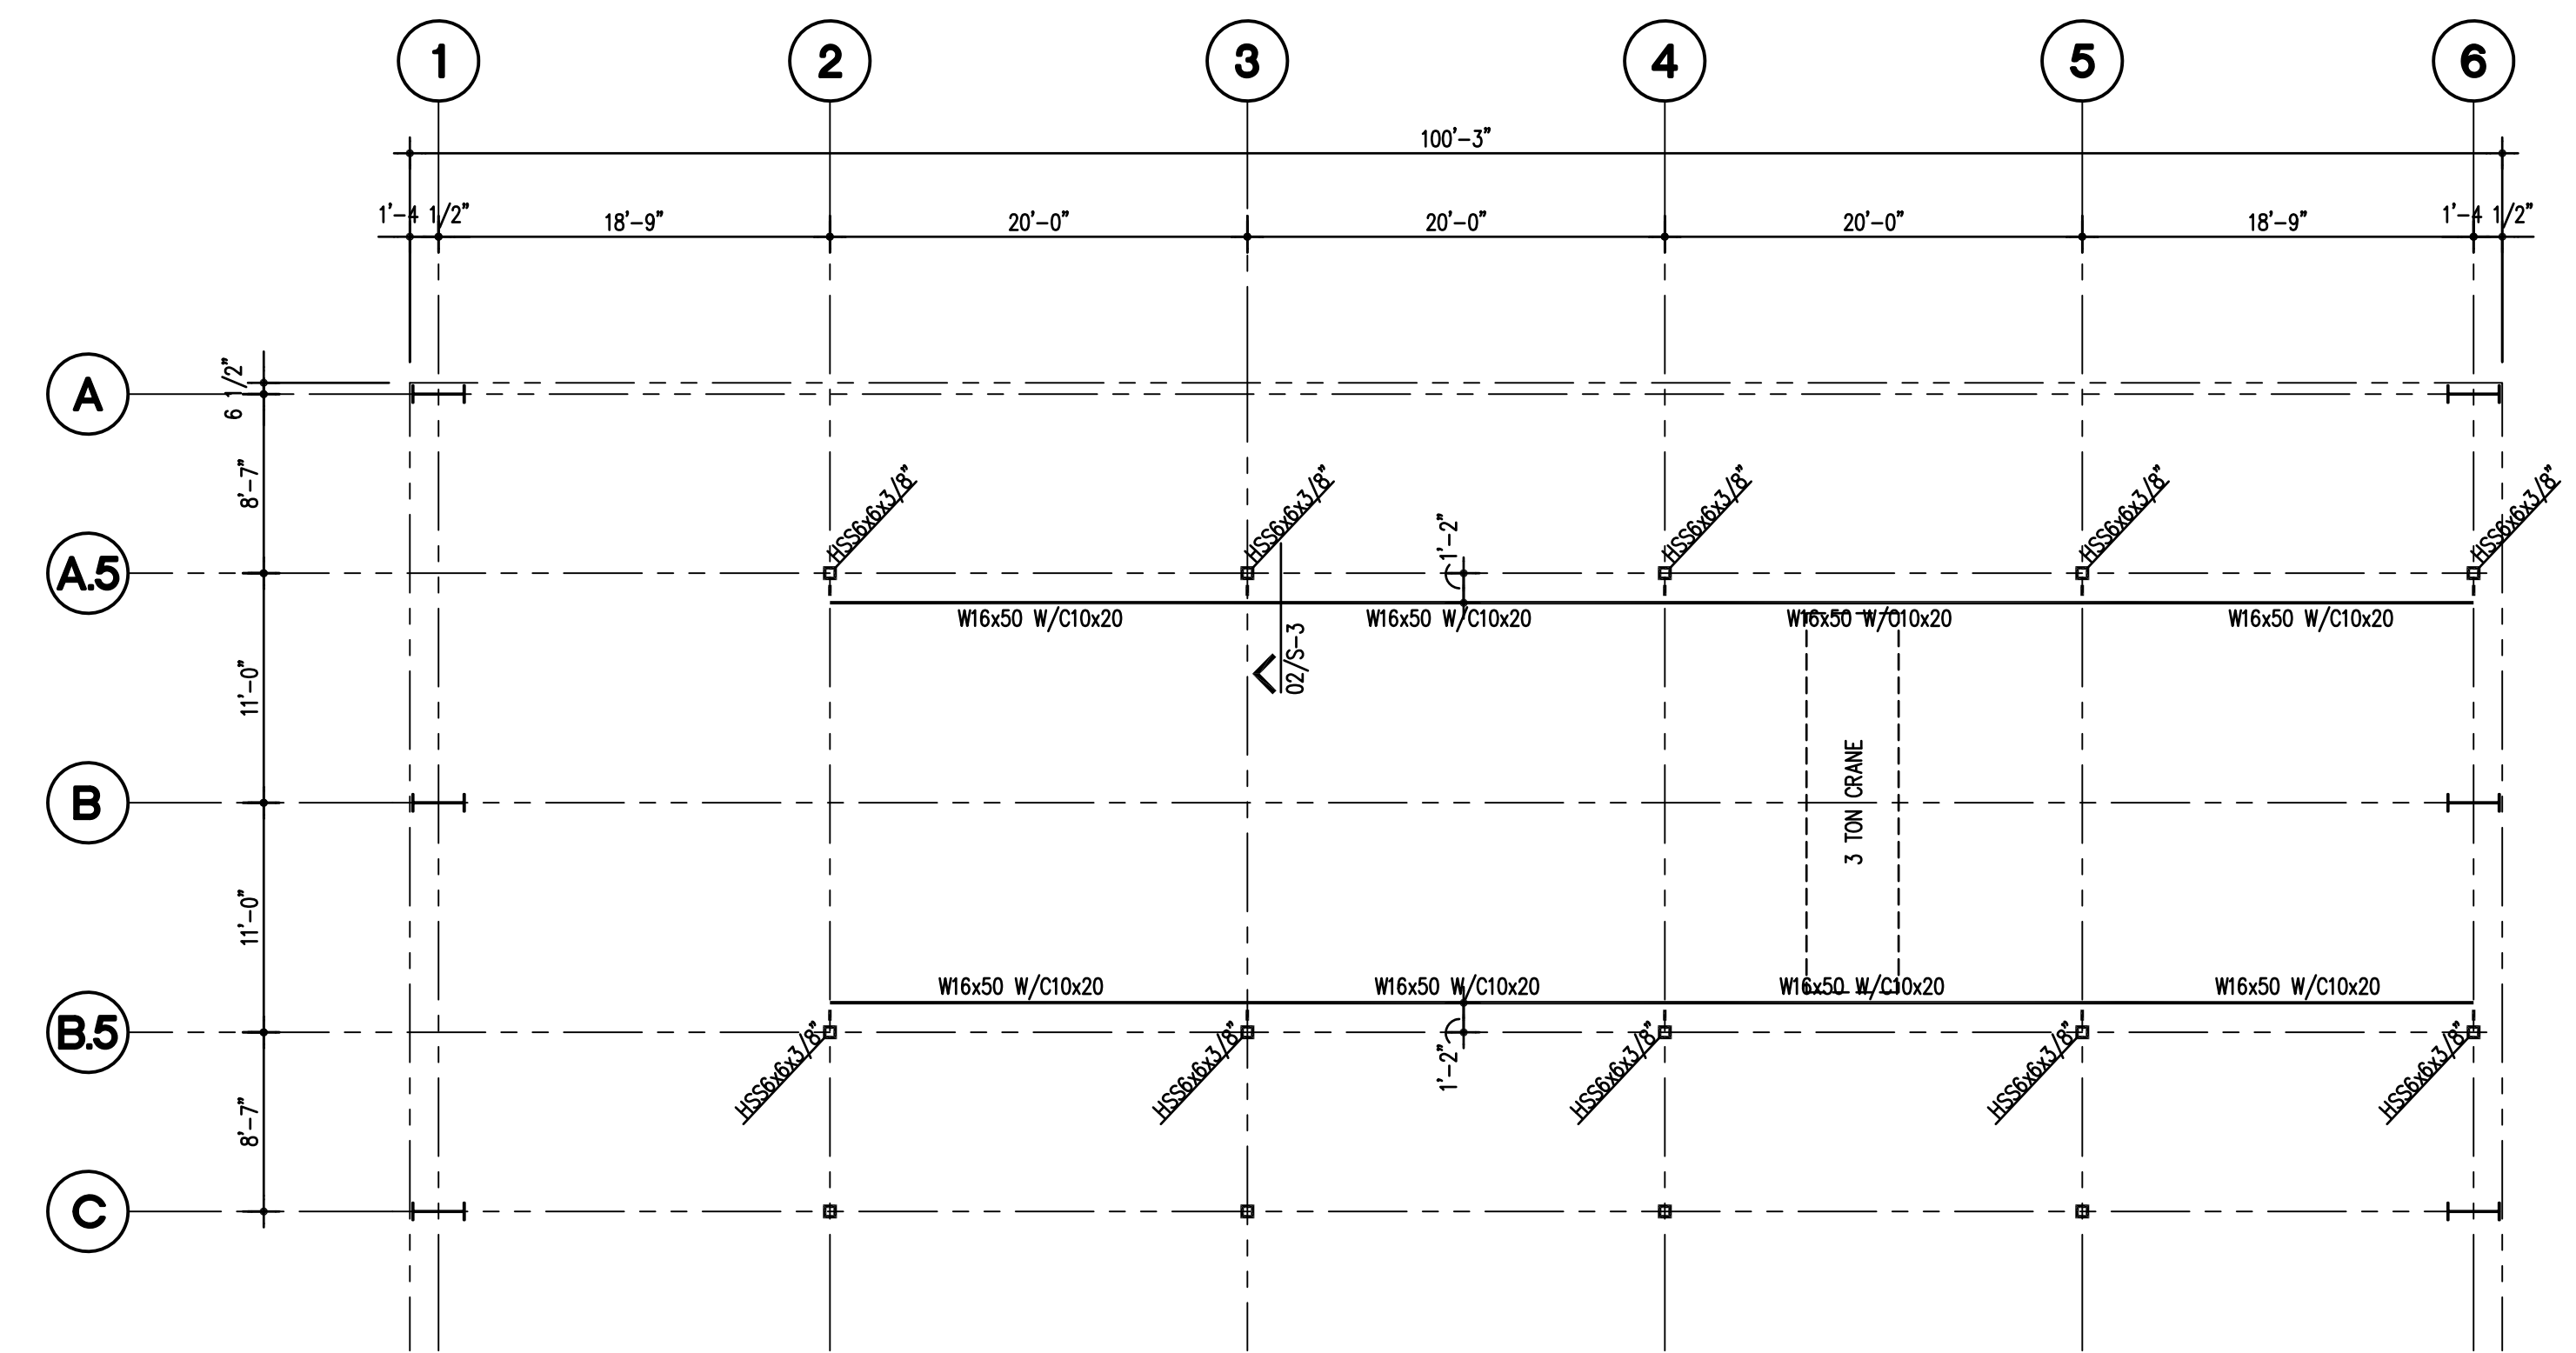 1 2 3 4 5 6
100'-3"
1'-4 1/2" 18'-9" 20'-0" 20'-0" 20'-0" 18'-9" 1'-4 1/2"
6 1/2"
A
8'-7"
HSS6x6x3/8" HSS6x6x3/8" HSS6x6x3/8" HSS6x6x3/8" HSS6x6x3/8"
1'-2"
A.5
W16x50 W/C10x20 W16x50 W/C10x20 W16x50 W/C10x20 W16x50 W/C10x20
02/S-3
11'-0"
B
3 TON CRANE
11'-0"
W16x50 W/C10x20 W16x50 W/C10x20 W16x50 W/C10x20 W16x50 W/C10x20
B.5
1'-2"
HSS6x6x3/8" HSS6x6x3/8" HSS6x6x3/8" HSS6x6x3/8" HSS6x6x3/8"
8'-7"
C